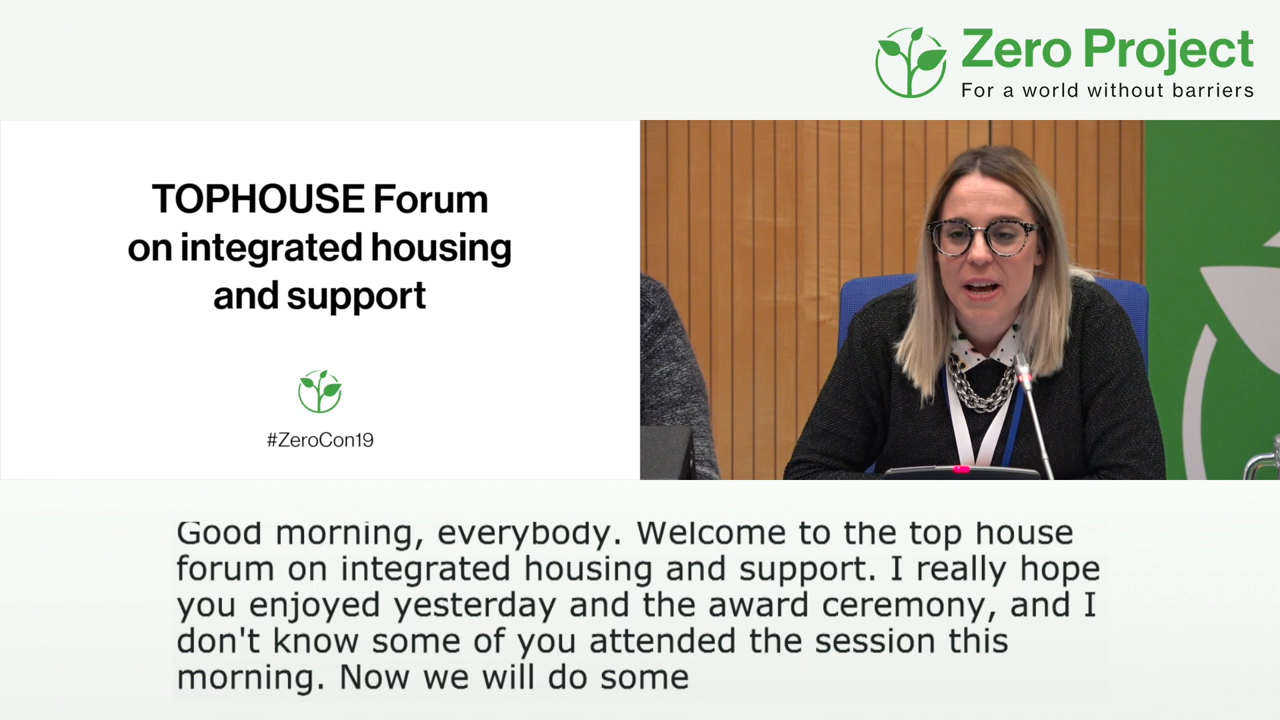 Zero Project
For a world without barriers
TOPHOUSE Forum
on integrated housing
and support
#ZeroCon19
Good morning, everybody. Welcome to the top house
forum on integrated housing and support. I really hope
you enjoyed yesterday and the award ceremony, and I
don't know some of you attended the session this
morning. Now we will do some